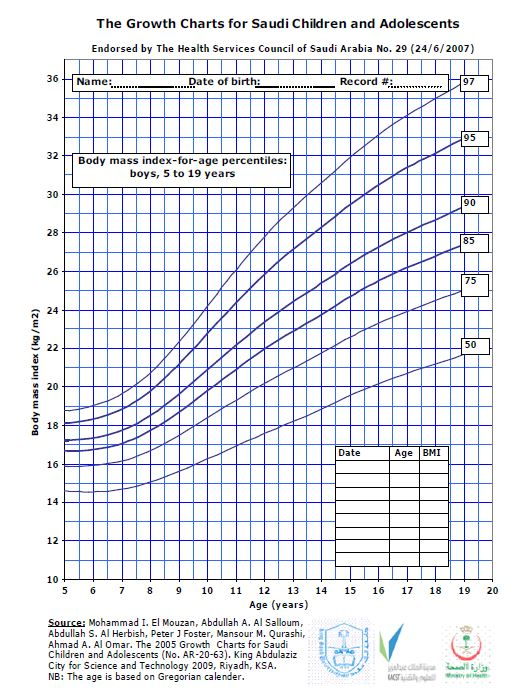 The Growth Charts for Saudi Children and Adolescents
Endorsed by The Health Services Council of Saudi Arabia No. 29 (24/6/2007)
Name: Date of birth: Record #:
Body mass index-for-age percentiles:
boys, 5 to 19 years
97
95
90
85
75
50
Body mass index (kg/m2)
36
34
32
30
28
26
24
22
20
18
16
14
12
10
Date Age BMI
5 6 7 8 9 10 11 12 13 14 15 16 17 18 19 20
Age (years)
Source: Mohammad I. El Mouzan, Abdullah A. Al Salloum,
Abdullah S. Al Herbish, Peter J Foster, Mansour M. Qurashi,
Ahmad A. Al Omar. The 2005 Growth Charts for Saudi
Children and Adolescents (No. AR-20-63). King Abdulaziz
City for Science and Technology 2009, Riyadh, KSA.
NB: The age is based on Gregorian calender.
وزارة الصحة
Ministry of Health